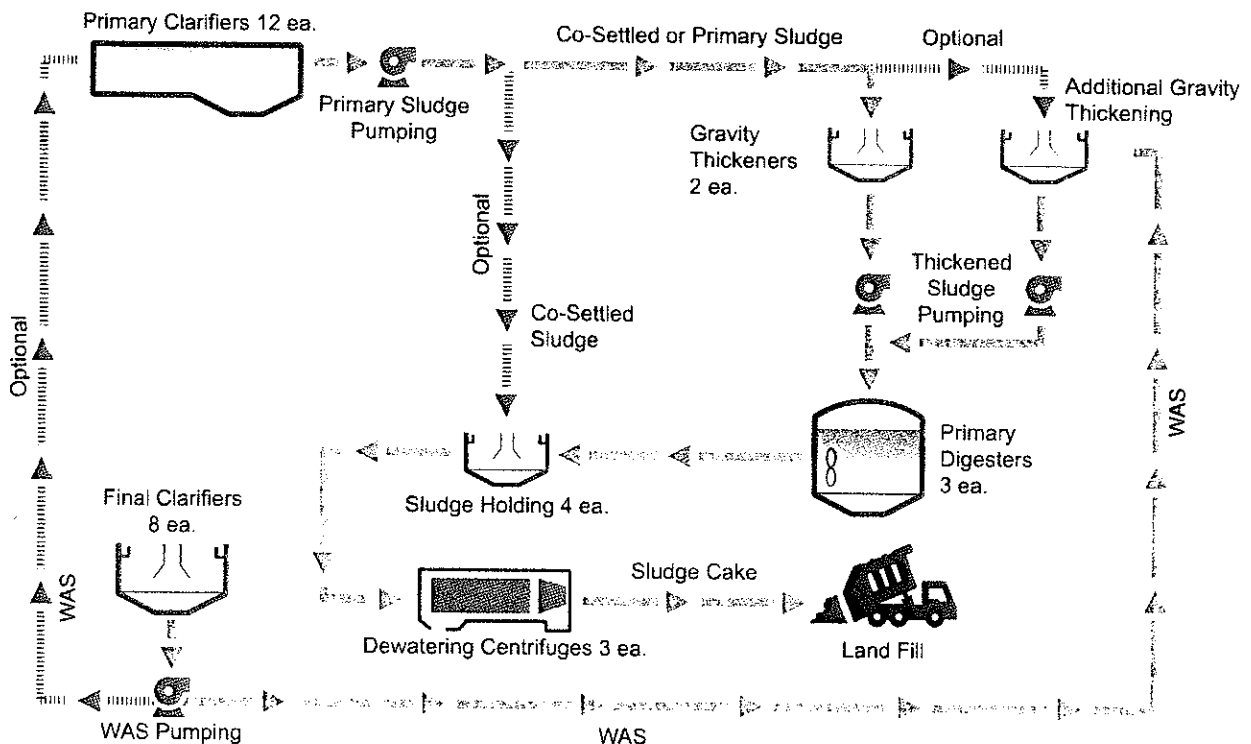 Primary Clarifiers 12 ea.
Co-Settled or Primary Sludge
Optional
Primary Sludge
Pumping
Additional Gravity
Thickening
Gravity
Thickeners
2 ea.
Optional
Optional
Thickened
Sludge
Pumping
Co-Settled
Sludge
WAS
Primary
Digesters
3 ea.
Final Clarifiers
8 ea.
Sludge Holding 4 ea.
WAS
Sludge Cake
Dewatering Centrifuges 3 ea.
Land Fill
WAS Pumping
WAS